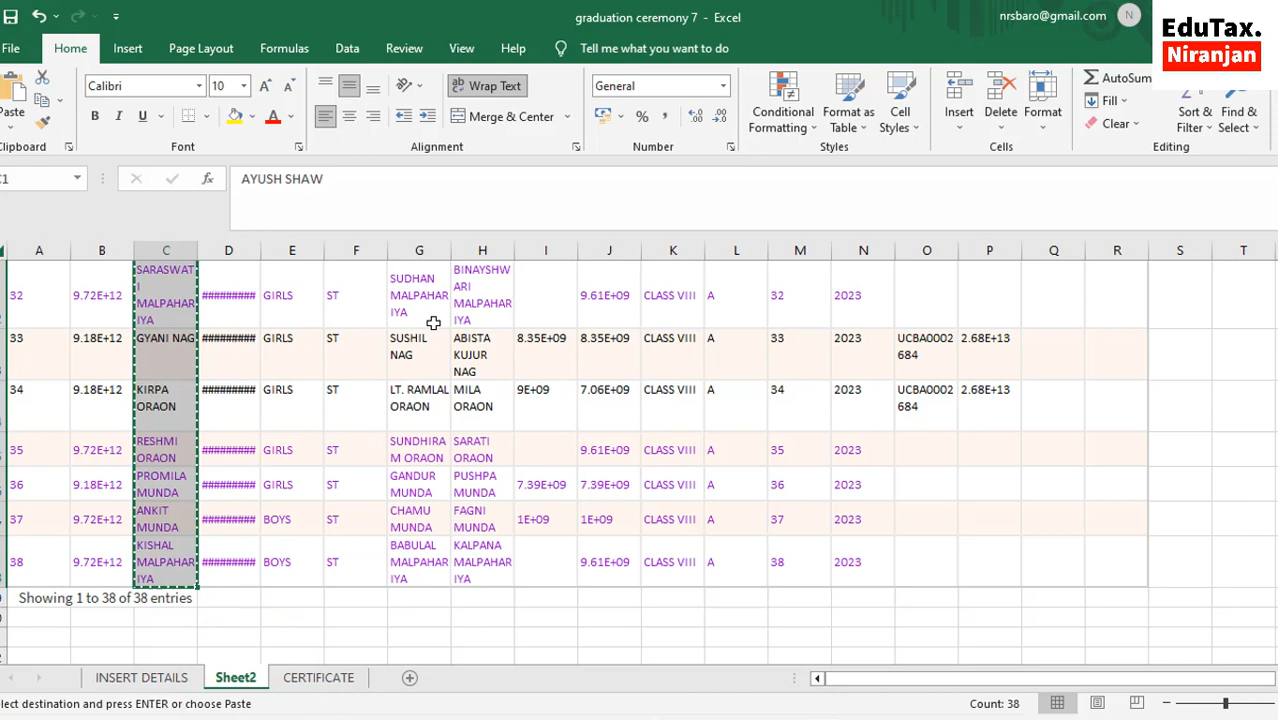 graduation ceremony 7 - Excel
nrsbaro@gmail.com
N
EduTax.
Niranjan
File
Home
Insert
Page Layout
Formulas
Data
Review
View
Help
Tell me what you want to do
Paste
Calibri
10
B I U
Wrap Text
Merge & Center
General
Conditional Formatting
Format as Table
Cell Styles
Insert
Delete
Format
AutoSum
Fill
Clear
Sort & Filter
Find & Select
Clipboard
Font
Alignment
Number
Styles
Cells
Editing
C1
fx
AYUSH SHAW
A B C D E F G H I J K L M N O P Q R S T
32 9.72E+12 SARASWATI MALPAHARIYA ######### GIRLS ST SUDHAN MALPAHARIYA BINAYSHWARI MALPAHARIYA 9.61E+09 CLASS VIII A 32 2023
33 9.18E+12 GYANI NAG ######### GIRLS ST SUSHIL NAG ABISTA KUJUR NAG 8.35E+09 8.35E+09 CLASS VIII A 33 2023 UCBA0002684 2.68E+13
34 9.18E+12 KIRPA ORAON ######### GIRLS ST LT. RAMLAL ORAON MILA ORAON 9E+09 7.06E+09 CLASS VIII A 34 2023 UCBA0002684 2.68E+13
35 9.72E+12 RESHMI ORAON ######### GIRLS ST SUNDHIRAM ORAON SARATI ORAON 9.61E+09 CLASS VIII A 35 2023
36 9.18E+12 PROMILA MUNDA ######### GIRLS ST GANDUR MUNDA PUSHPA MUNDA 7.39E+09 7.39E+09 CLASS VIII A 36 2023
37 9.72E+12 ANKIT MUNDA ######### BOYS ST CHAMU MUNDA FAGNI MUNDA 1E+09 1E+09 CLASS VIII A 37 2023
38 9.72E+12 KISHAL MALPAHARIYA ######### BOYS ST BABULAL MALPAHARIYA KALPANA MALPAHARIYA 9.61E+09 CLASS VIII A 38 2023
Showing 1 to 38 of 38 entries
INSERT DETAILS
Sheet2
CERTIFICATE
lect destination and press ENTER or choose Paste
Count: 38